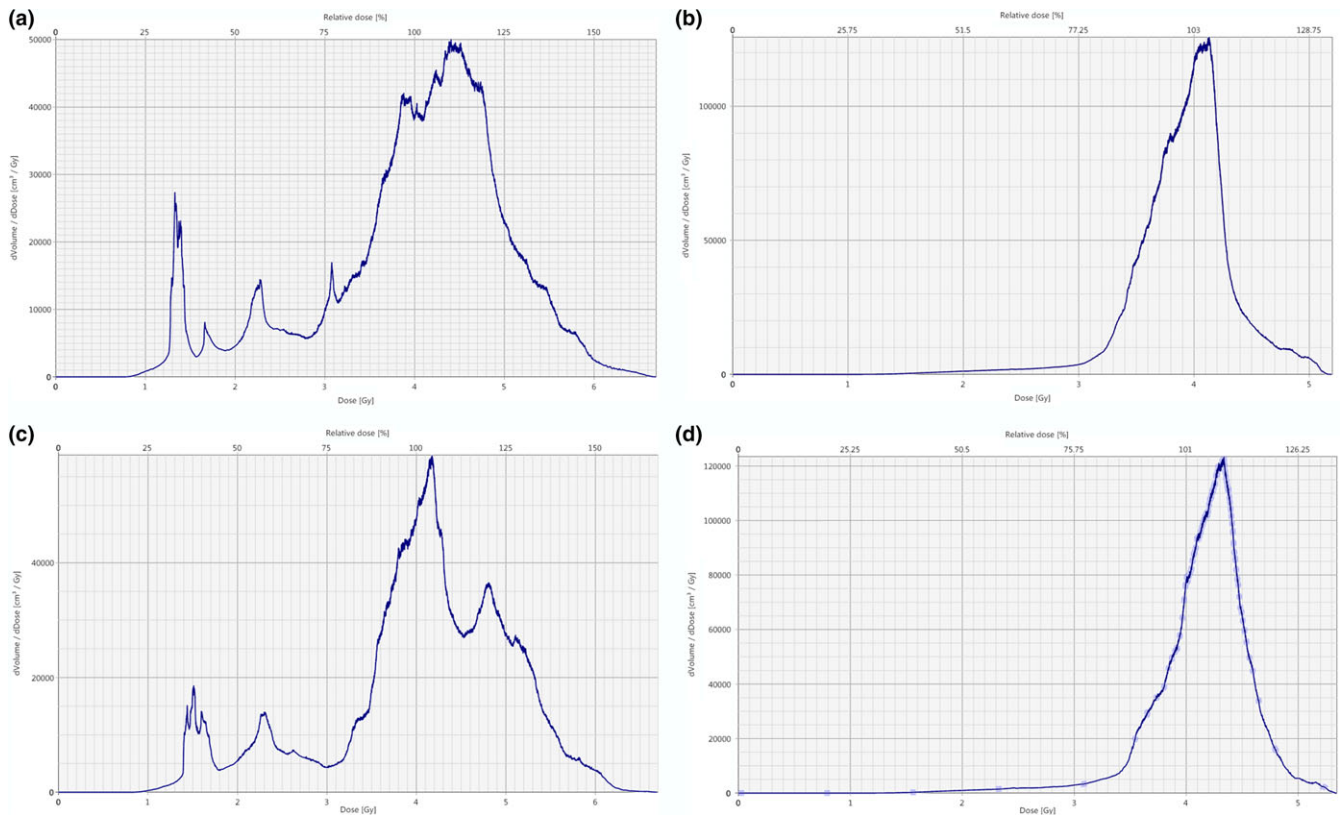 (a)
Relative dose [%]
0 25 50 75 100 125 150
50000
40000
30000
20000
10000
0
dVolume / dDose [cm³ / Gy]
0 1 2 3 4 5 6
Dose [Gy]
(b)
Relative dose [%]
0 25.75 51.5 77.25 103 128.75
100000
50000
0
dVolume / dDose [cm³ / Gy]
0 1 2 3 4 5
Dose [Gy]
(c)
Relative dose [%]
0 25 50 75 100 125 150
40000
20000
0
dVolume / dDose [cm³ / Gy]
0 1 2 3 4 5 6
Dose [Gy]
(d)
Relative dose [%]
0 25.25 50.5 75.75 101 126.25
120000
100000
80000
60000
40000
20000
0
dVolume / dDose [cm³ / Gy]
0 1 2 3 4 5
Dose [Gy]